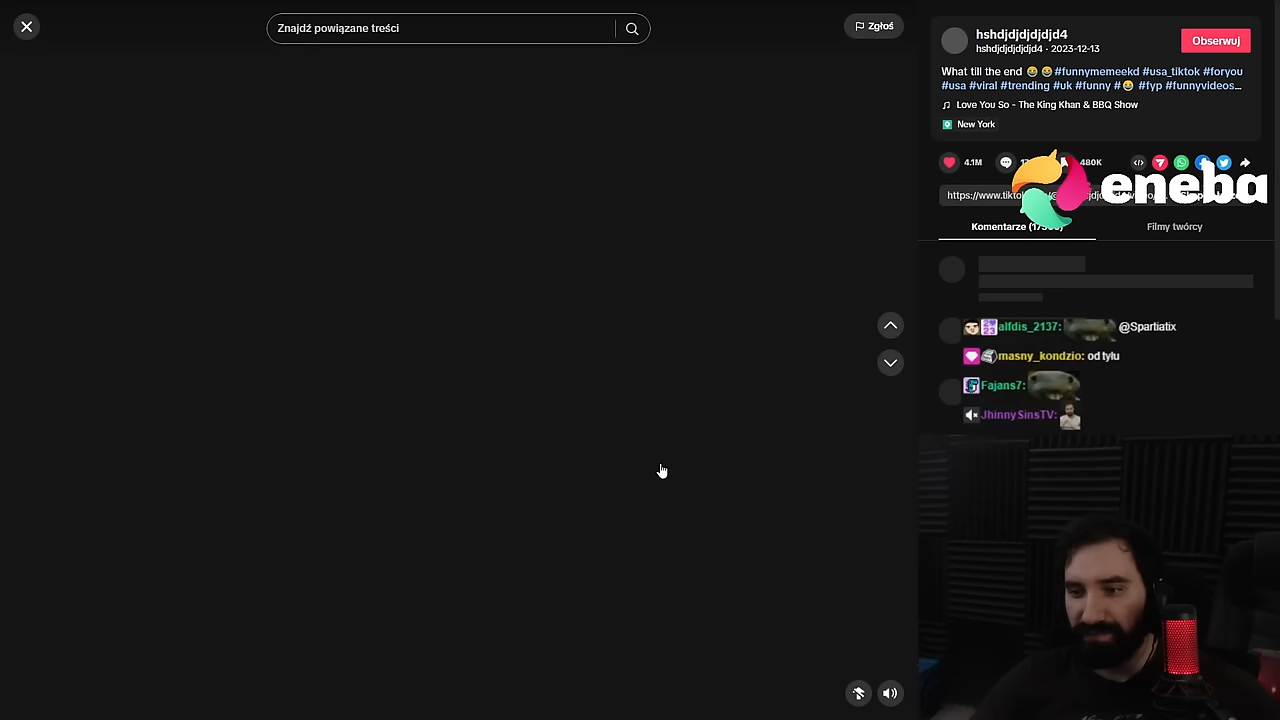 Znajdź powiązane treści
Zgłoś
hshdjdjdjdjdjd4
hshdjdjdjdjdjd4 · 2023-12-13
Obserwuj
What till the end 😂 😂 #funnymemeekd #usa_tiktok #foryou
#usa #viral #trending #uk #funny #😂 #fyp #funnyvideos...
Love You So - The King Khan & BBQ Show
New York
4.1M
480K
eneba
https://www.tikto
Komentarze
Filmy twórcy
alfdis_2137: @Spartiatix
masny_kondzio: od tyłu
Fajans7:
JhinnySinsTV: